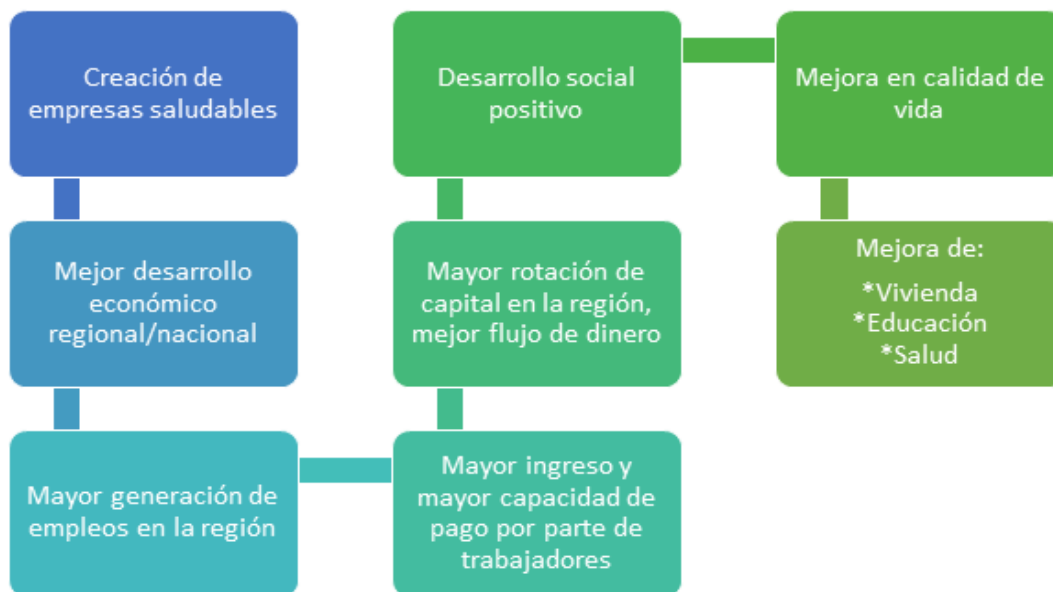 Creación de
empresas saludables
Mejor desarrollo
económico
regional/nacional
Mayor generación de
empleos en la región
Mayor ingreso y
mayor capacidad de
pago por parte de
trabajadores
Mayor rotación de
capital en la región,
mejor flujo de dinero
Desarrollo social
positivo
Mejora en calidad de
vida
Mejora de:
*Vivienda
*Educación
*Salud